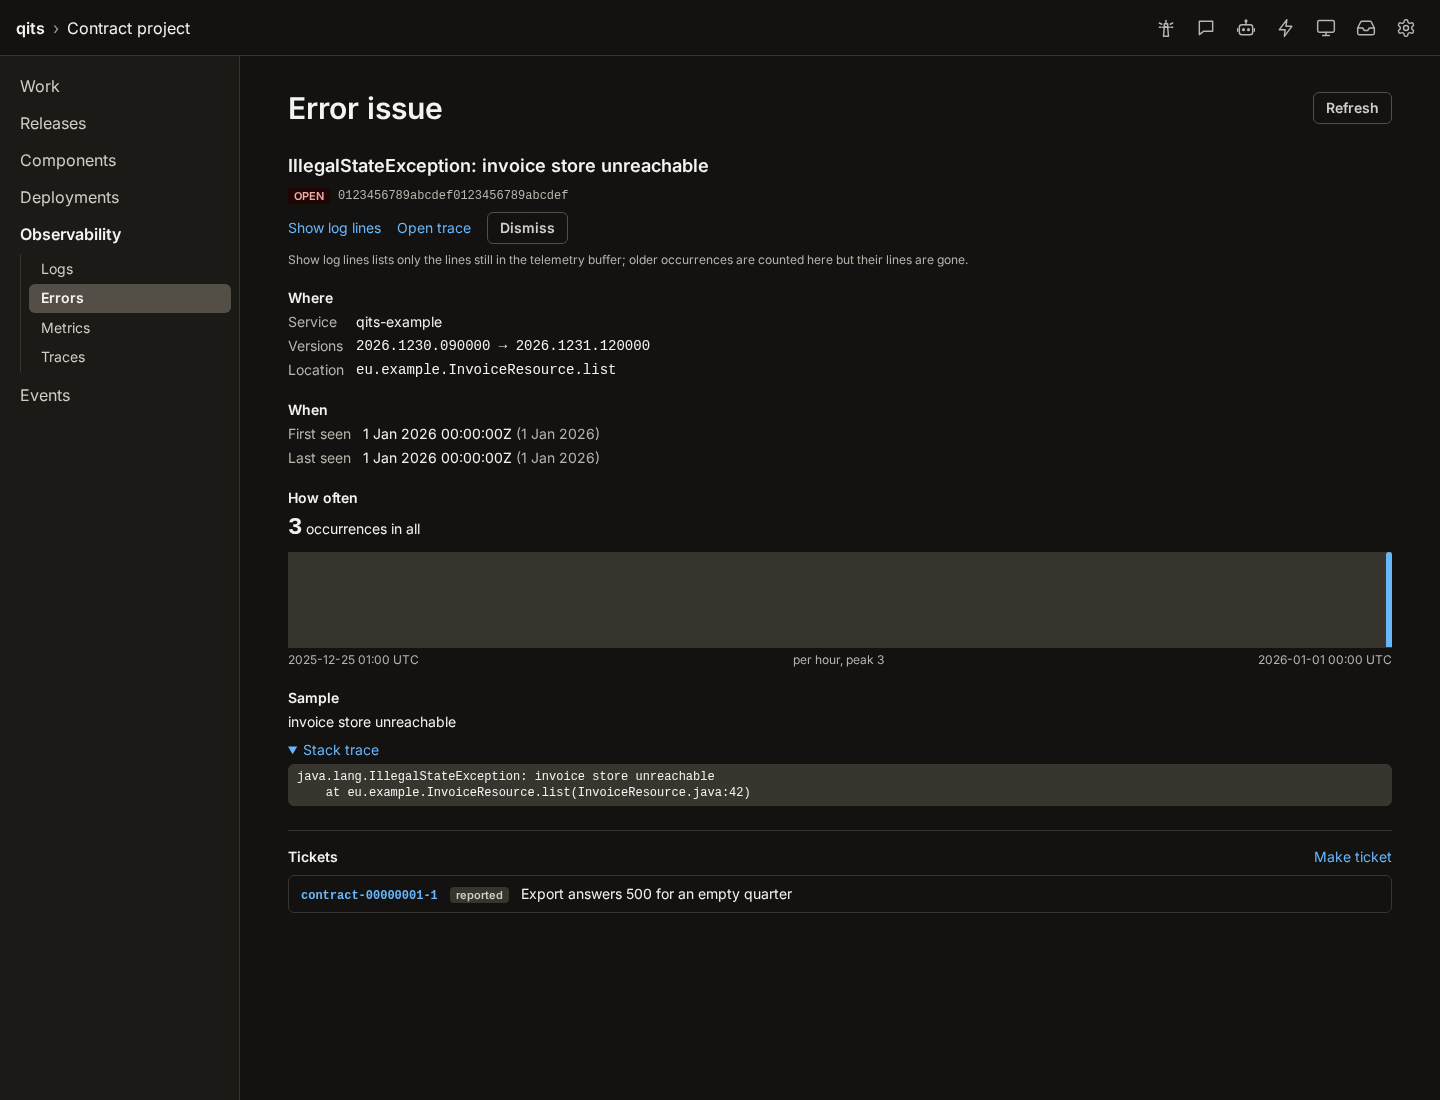 qits › Contract project
Work
Releases
Components
Deployments
Observability
Logs
Errors
Metrics
Traces
Events
Error issue
Refresh
IllegalStateException: invoice store unreachable
OPEN 0123456789abcdef0123456789abcdef
Show log lines Open trace Dismiss
Show log lines lists only the lines still in the telemetry buffer; older occurrences are counted here but their lines are gone.
Where
Service qits-example
Versions 2026.1230.090000 → 2026.1231.120000
Location eu.example.InvoiceResource.list
When
First seen 1 Jan 2026 00:00:00Z (1 Jan 2026)
Last seen 1 Jan 2026 00:00:00Z (1 Jan 2026)
How often
3 occurrences in all
2025-12-25 01:00 UTC per hour, peak 3 2026-01-01 00:00 UTC
Sample
invoice store unreachable
▼ Stack trace
java.lang.IllegalStateException: invoice store unreachable
    at eu.example.InvoiceResource.list(InvoiceResource.java:42)
Tickets Make ticket
contract-00000001-1 reported Export answers 500 for an empty quarter